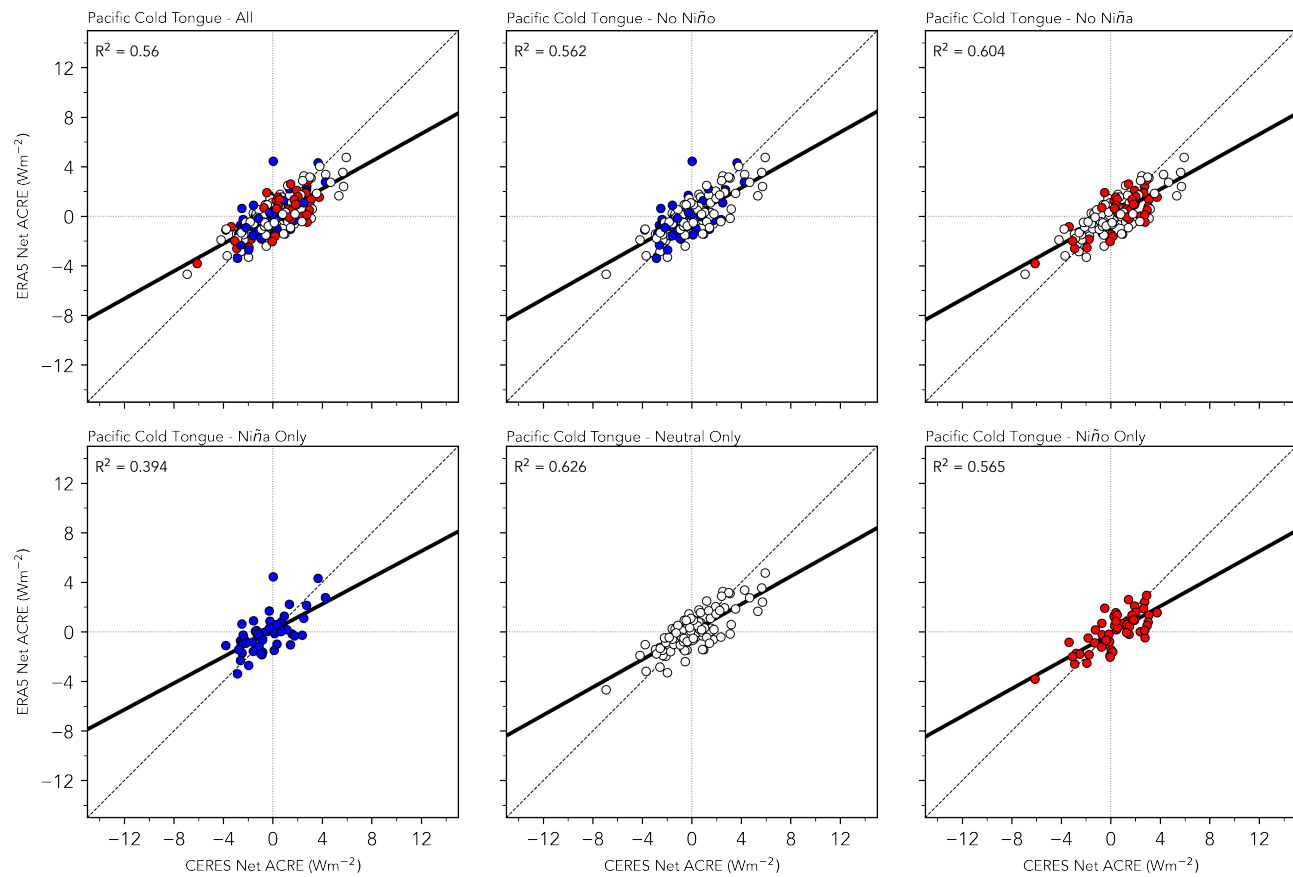 Pacific Cold Tongue - All
Pacific Cold Tongue - No Niño
Pacific Cold Tongue - No Niña
R² = 0.56
R² = 0.562
R² = 0.604
12
8
4
0
−4
−8
−12
ERA5 Net ACRE (Wm⁻²)
Pacific Cold Tongue - Niña Only
Pacific Cold Tongue - Neutral Only
Pacific Cold Tongue - Niño Only
R² = 0.394
R² = 0.626
R² = 0.565
12
8
4
0
−4
−8
−12
ERA5 Net ACRE (Wm⁻²)
−12 −8 −4 0 4 8 12
−12 −8 −4 0 4 8 12
−12 −8 −4 0 4 8 12
CERES Net ACRE (Wm⁻²)
CERES Net ACRE (Wm⁻²)
CERES Net ACRE (Wm⁻²)